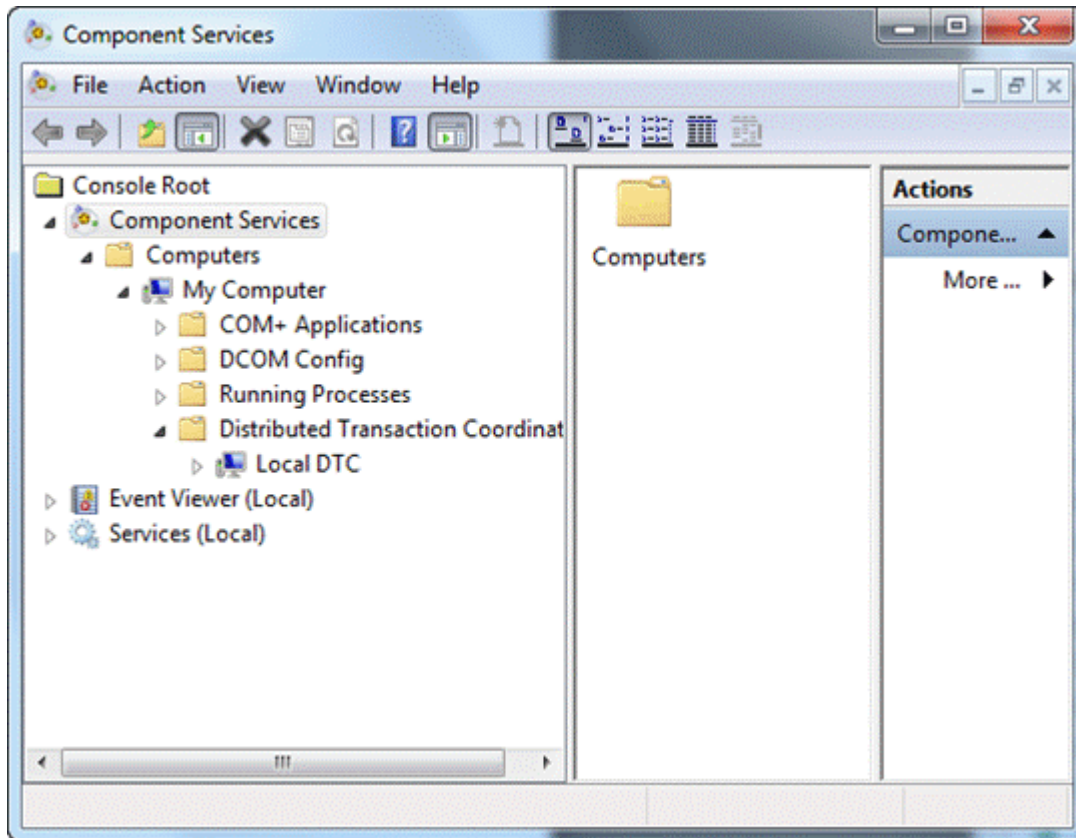 Component Services
File Action View Window Help
Console Root
Component Services
Computers
My Computer
COM+ Applications
DCOM Config
Running Processes
Distributed Transaction Coordinat
Local DTC
Event Viewer (Local)
Services (Local)
Computers
Actions
Compone...
More ...